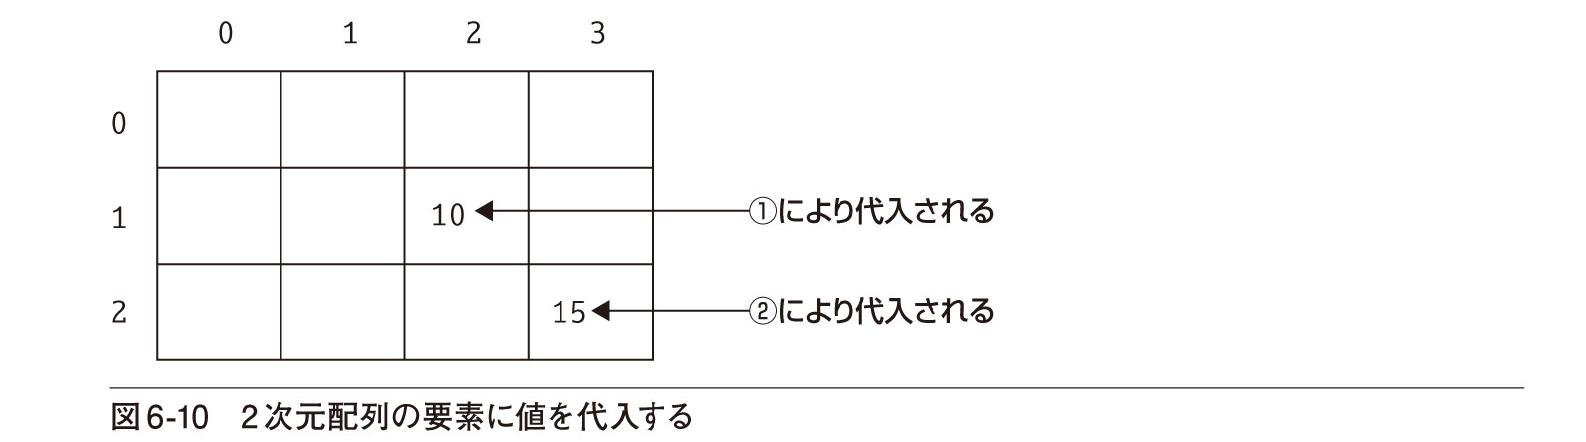 0 1 2 3
0
1 10 ①により代入される
2 15 ②により代入される
図6-10 2次元配列の要素に値を代入する